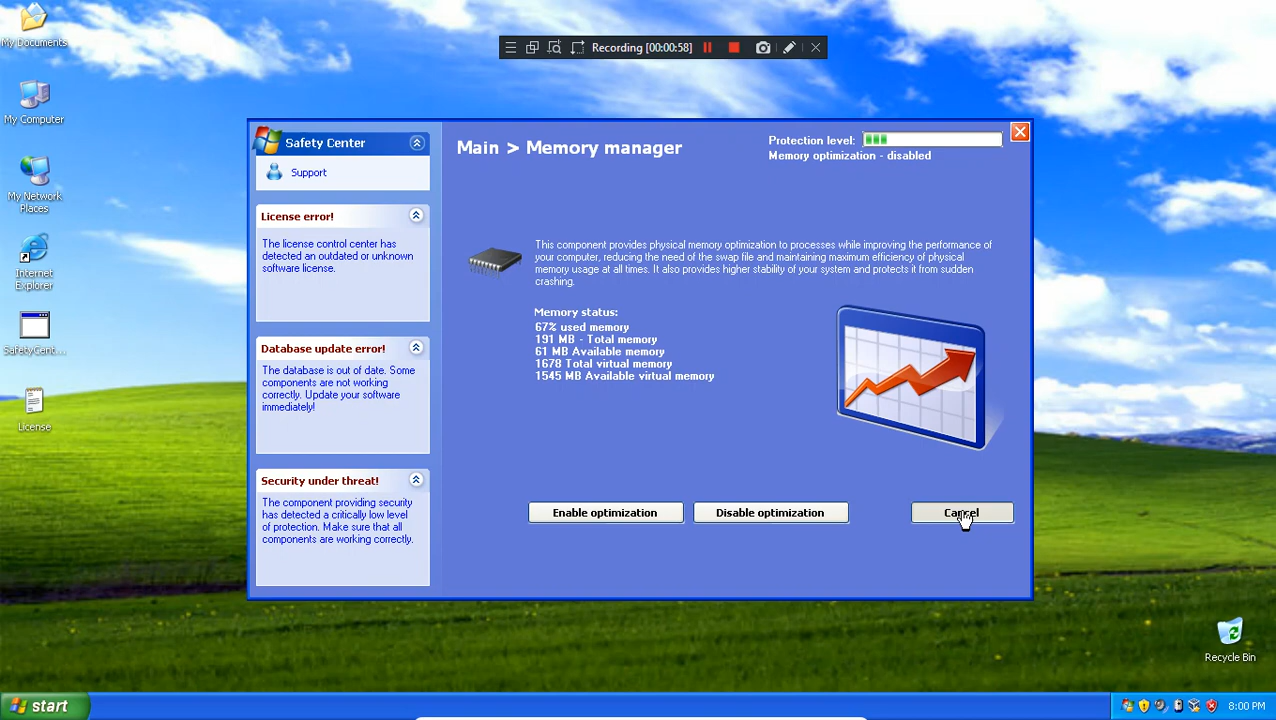 My Documents
My Computer
My Network
Places
Internet
Explorer
SafetyCent...
License
Recording [00:00:58]
Safety Center
Support
License error!
The license control center has
detected an outdated or unknown
software license.
Database update error!
The database is out of date. Some
components are not working
correctly. Update your software
immediately!
Security under threat!
The component providing security
has detected a critically low level
of protection. Make sure that all
components are working correctly.
Main > Memory manager
Protection level:
Memory optimization - disabled
This component provides physical memory optimization to processes while improving the performance of
your computer, reducing the need of the swap file and maintaining maximum efficiency of physical
memory usage at all times. It also provides higher stability of your system and protects it from sudden
crashing.
Memory status:
67% used memory
191 MB - Total memory
61 MB Available memory
1678 Total virtual memory
1545 MB Available virtual memory
Enable optimization
Disable optimization
Cancel
Recycle Bin
start
8:00 PM